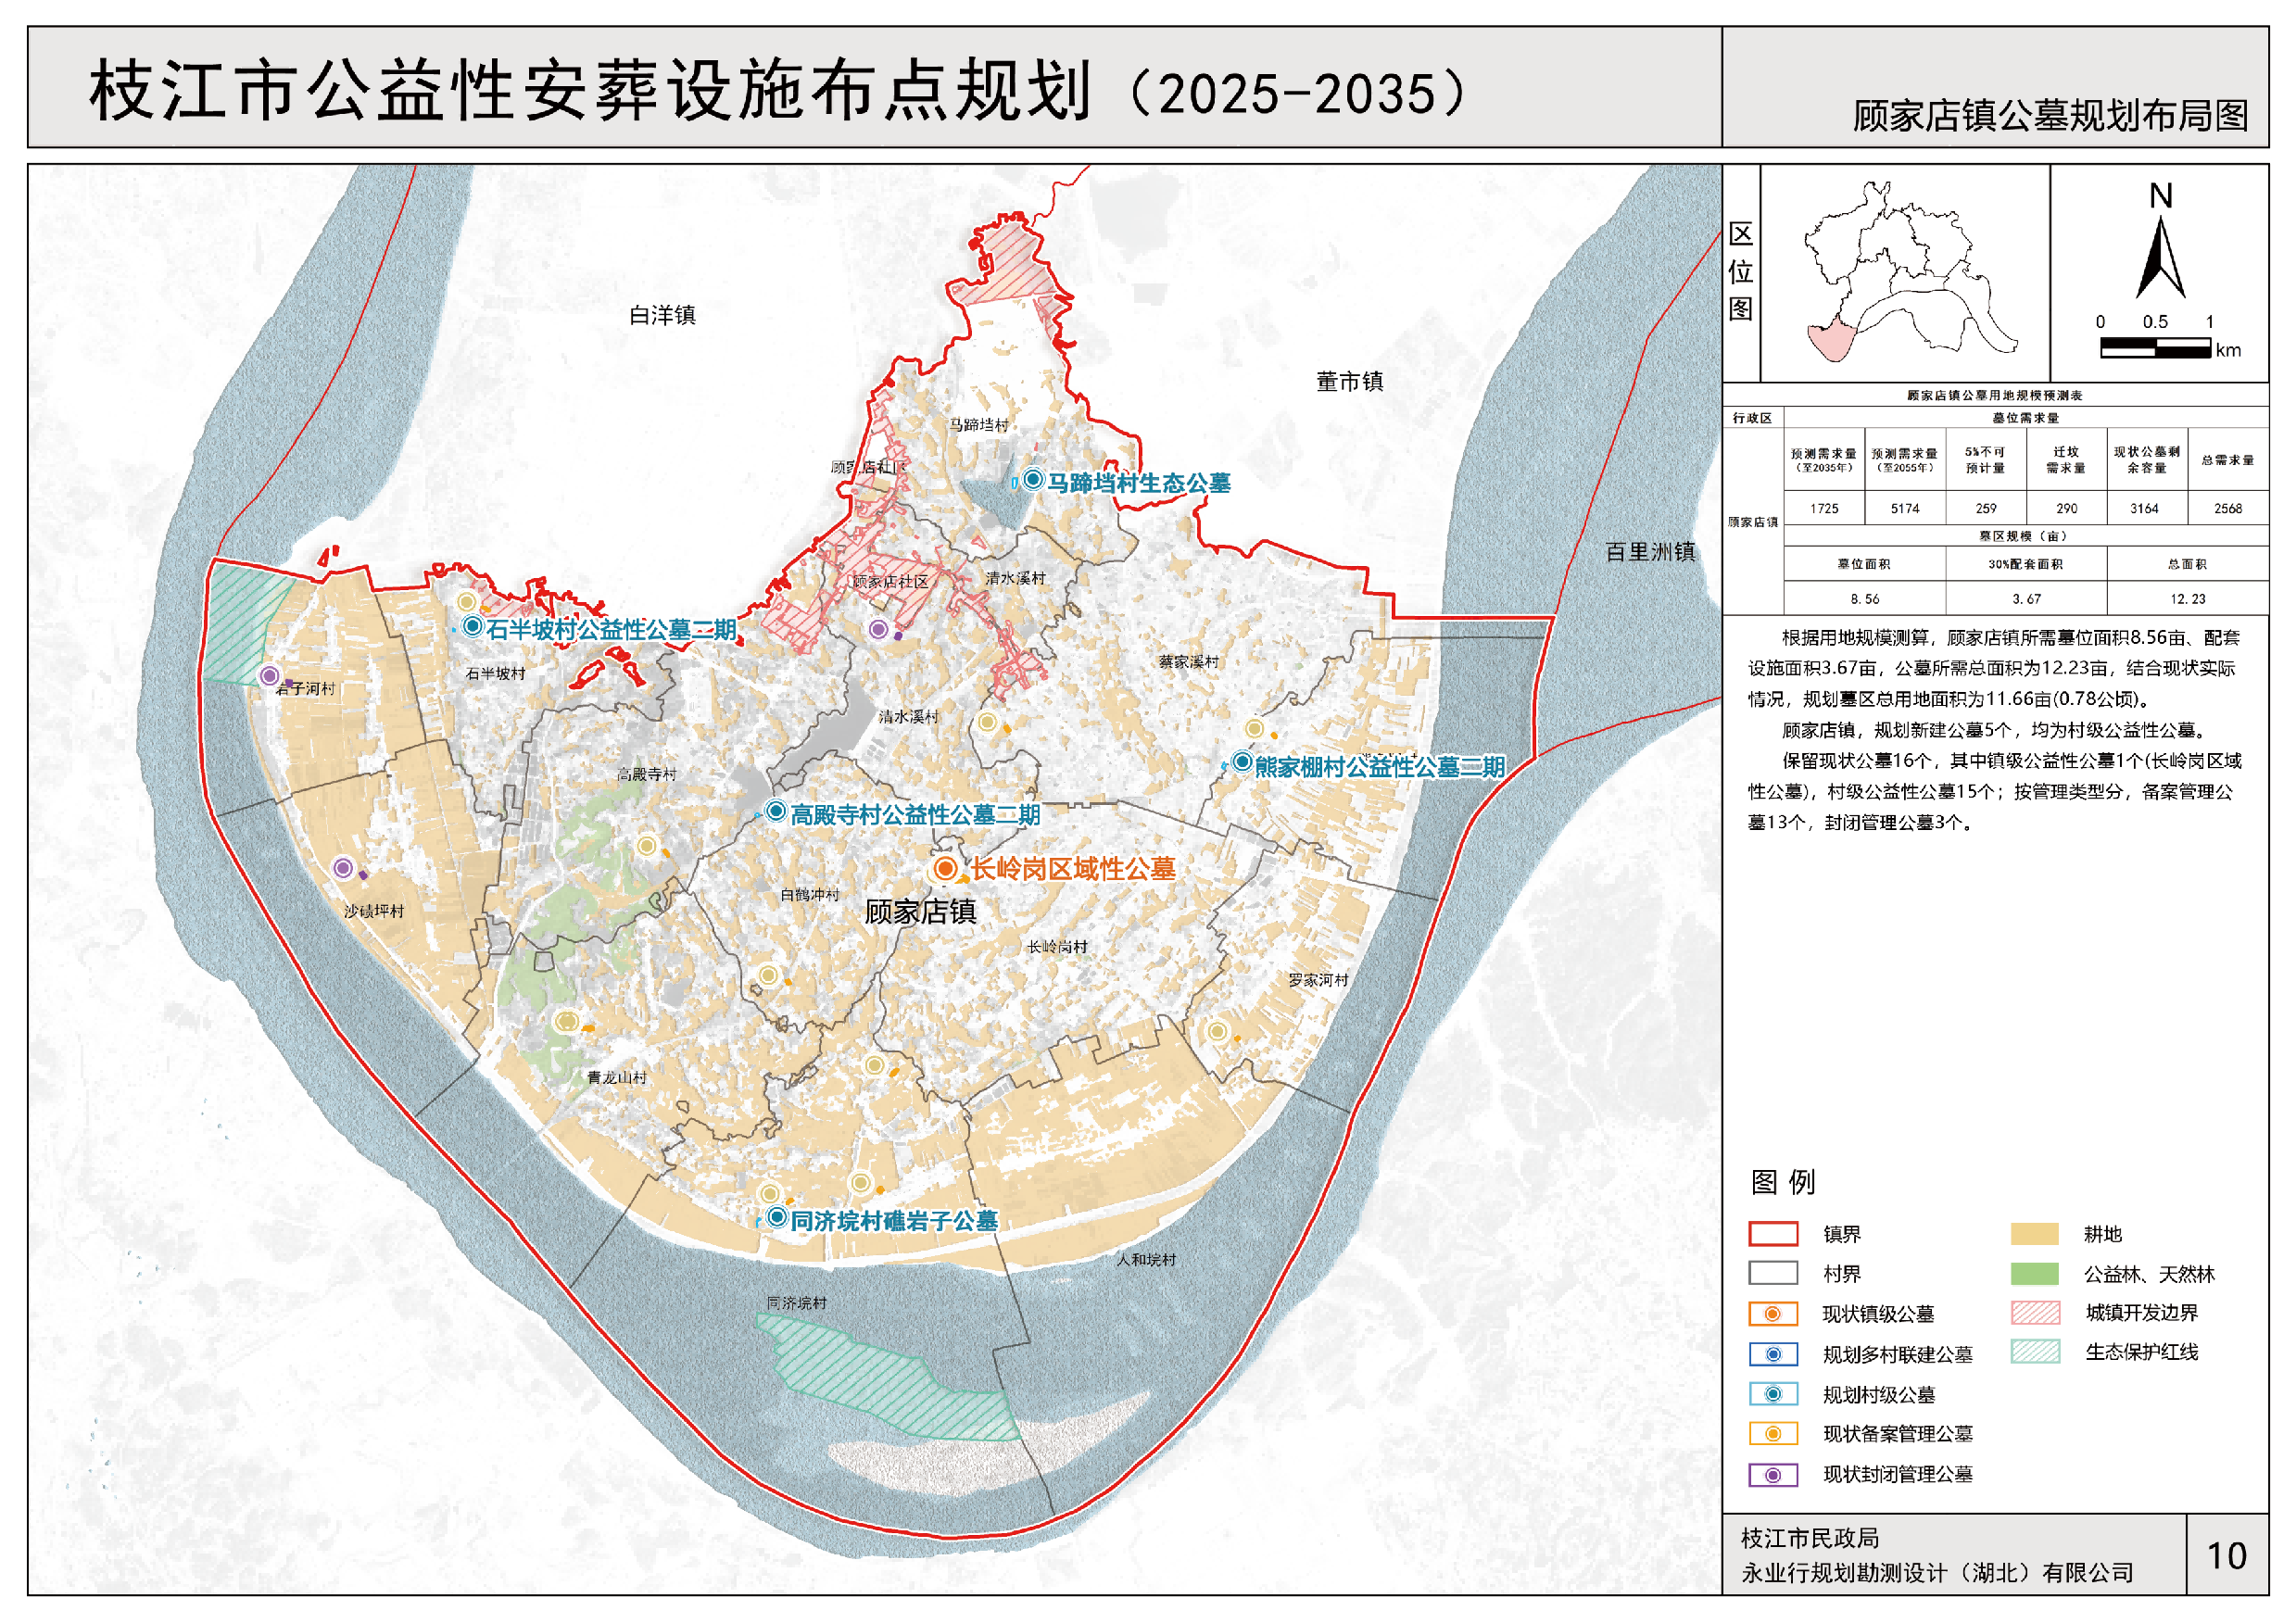 枝江市公益性安葬设施布点规划（2025-2035）
顾家店镇公墓规划布局图
白洋镇
董市镇
百里洲镇
马蹄垱村
顾家店社区
马蹄垱村生态公墓
顾家店社区
清水溪村
石半坡村公益性公墓二期
石半坡村
岩子河村
蔡家溪村
清水溪村
熊家棚村公益性公墓二期
高殿寺村
高殿寺村公益性公墓二期
长岭岗区域性公墓
白鹤冲村
顾家店镇
沙碛坪村
长岭岗村
罗家河村
青龙山村
同济垸村礁岩子公墓
人和垸村
同济垸村
区位图
N
0 0.5 1
km
顾家店镇公墓用地规模预测表
行政区 墓位需求量
预测需求量（至2035年） 预测需求量（至2055年） 5%不可预计量 迁坟需求量 现状公墓剩余容量 总需求量
顾家店镇 1725 5174 259 290 3164 2568
墓区规模（亩）
墓位面积 30%配套面积 总面积
8.56 3.67 12.23
根据用地规模测算，顾家店镇所需墓位面积8.56亩、配套
设施面积3.67亩，公墓所需总面积为12.23亩，结合现状实际
情况，规划墓区总用地面积为11.66亩(0.78公顷)。
顾家店镇，规划新建公墓5个，均为村级公益性公墓。
保留现状公墓16个，其中镇级公益性公墓1个(长岭岗区域
性公墓)，村级公益性公墓15个；按管理类型分，备案管理公
墓13个，封闭管理公墓3个。
图 例
镇界
村界
现状镇级公墓
规划多村联建公墓
规划村级公墓
现状备案管理公墓
现状封闭管理公墓
耕地
公益林、天然林
城镇开发边界
生态保护红线
枝江市民政局
永业行规划勘测设计（湖北）有限公司
10